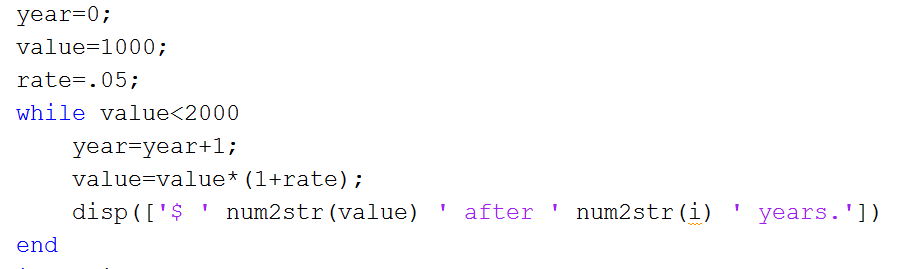 year=0;
value=1000;
rate=.05;
while value<2000
    year=year+1;
    value=value*(1+rate);
    disp(['$ ' num2str(value) ' after ' num2str(i) ' years.'])
end